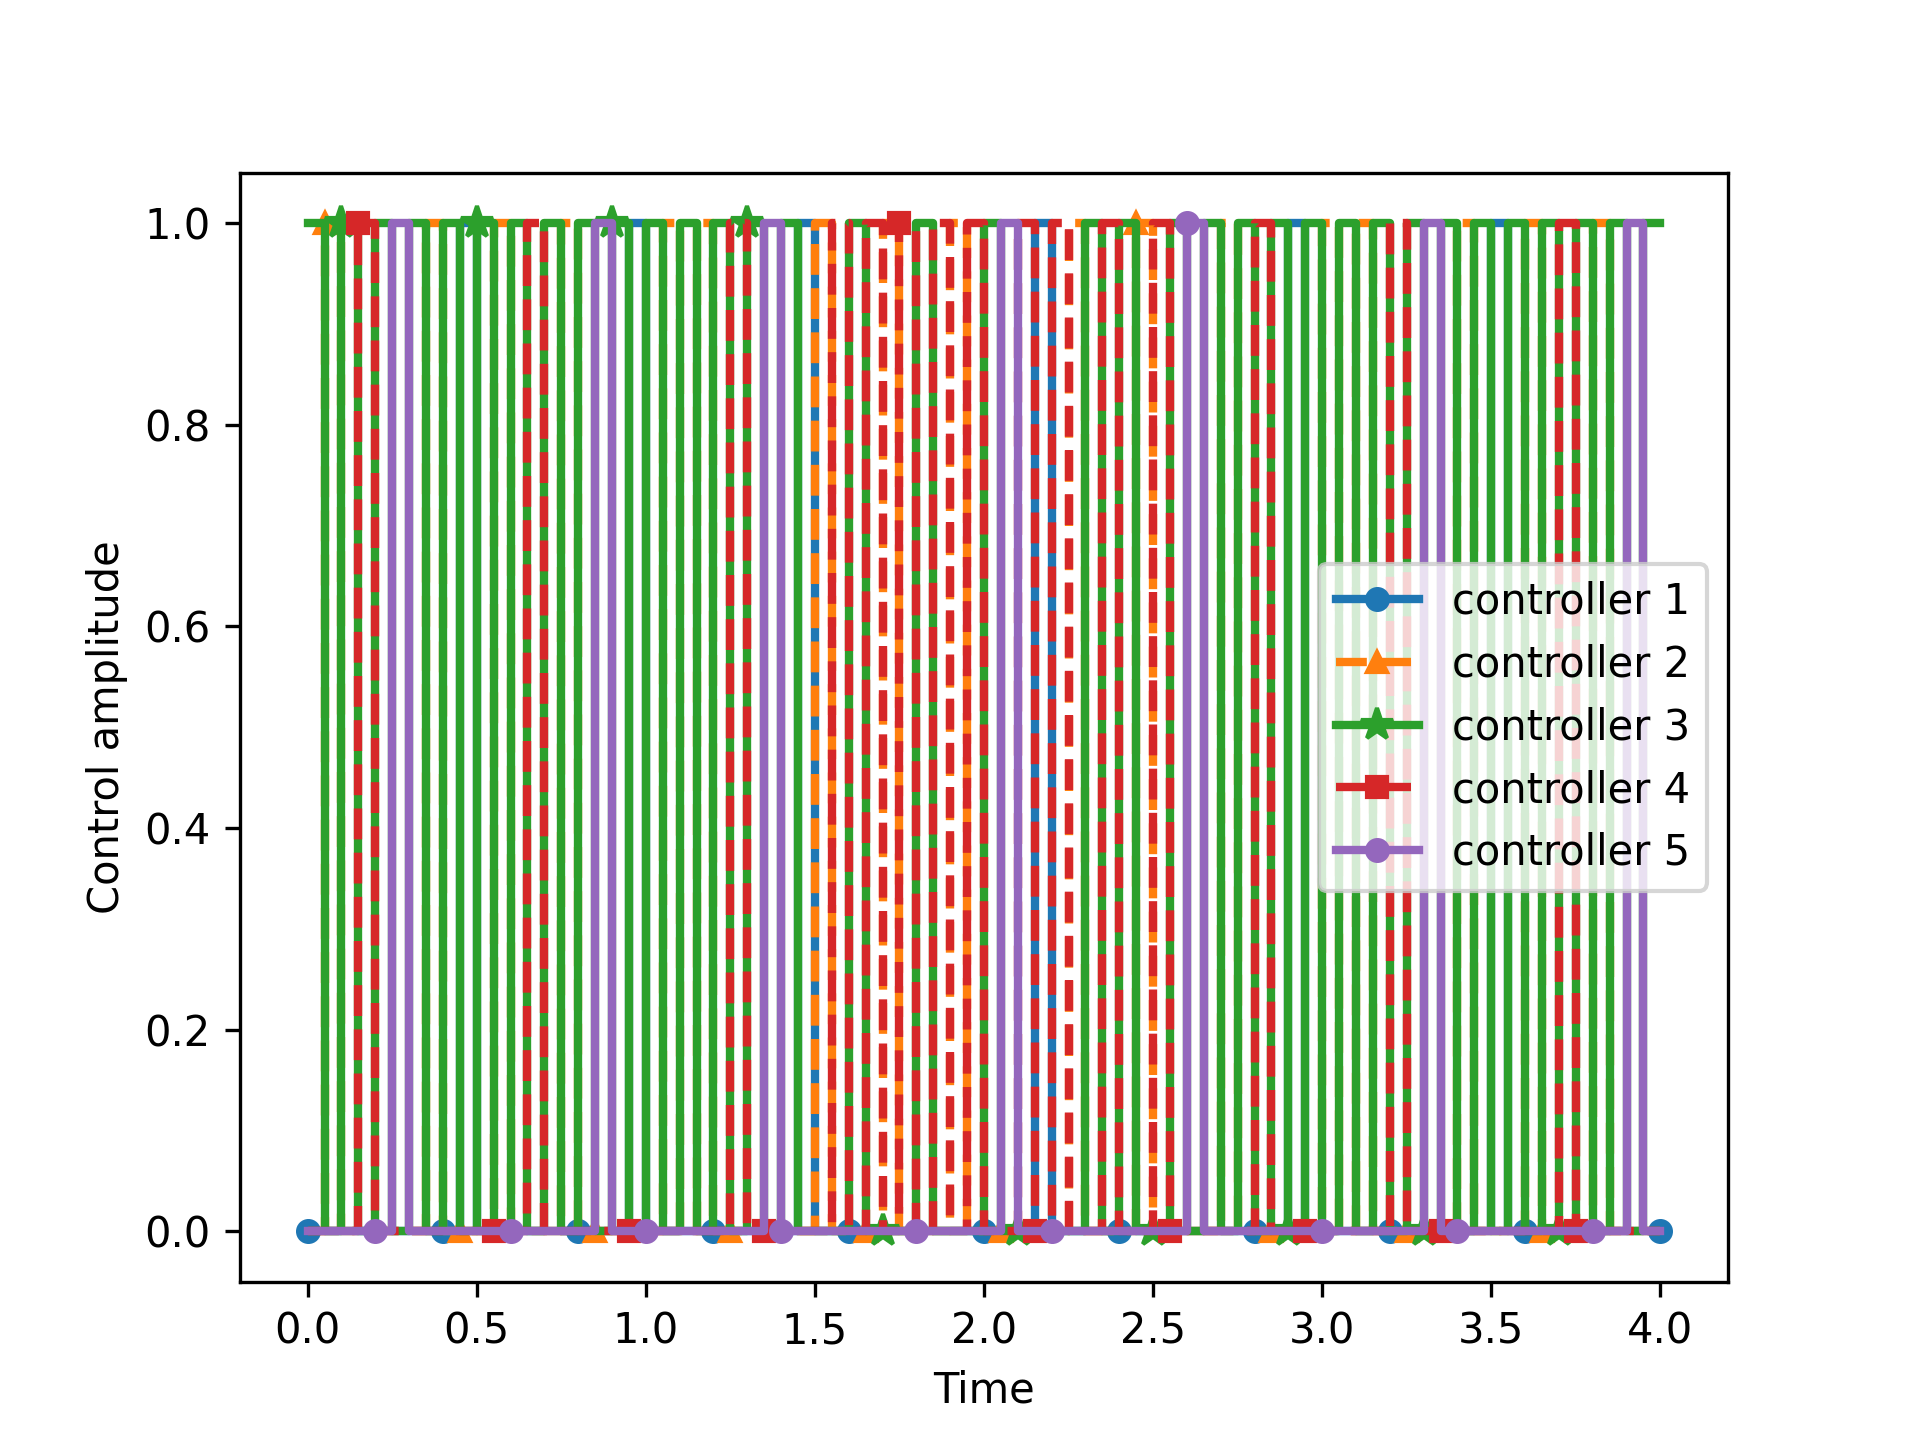 1.0
0.8
0.6
0.4
0.2
0.0
Control amplitude
controller 1
controller 2
controller 3
controller 4
controller 5
0.0 0.5 1.0 1.5 2.0 2.5 3.0 3.5 4.0
Time